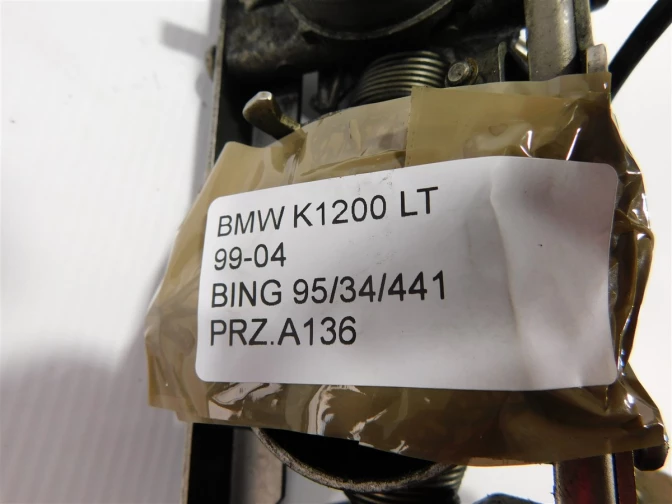 BMW K1200 LT
99-04
BING 95/34/441
PRZ.A136